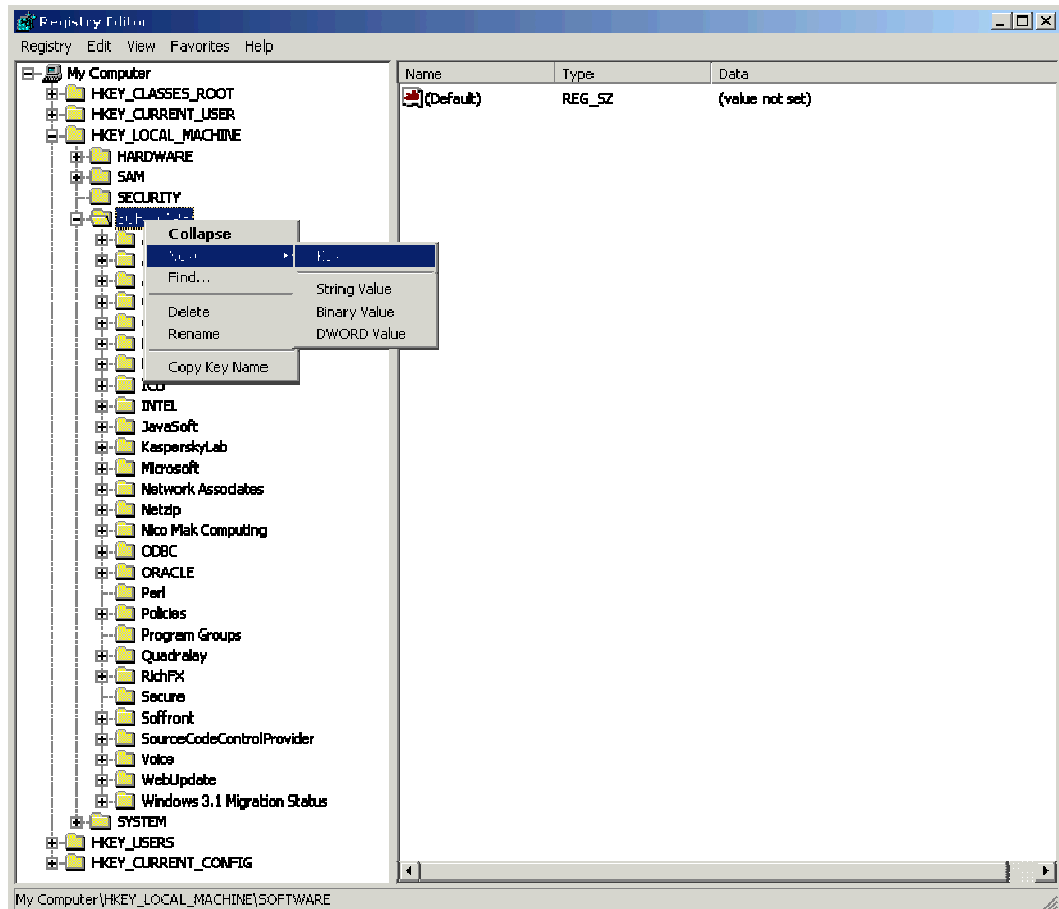 Registry Editor
Registry Edit View Favorites Help
My Computer
HKEY_CLASSES_ROOT
HKEY_CURRENT_USER
HKEY_LOCAL_MACHINE
HARDWARE
SAM
SECURITY
Collapse
New
Find...
Delete
Rename
Copy Key Name
Key
String Value
Binary Value
DWORD Value
INTEL
JavaSoft
KasperskyLab
Microsoft
Network Associates
Netzip
Nico Mak Computing
ODBC
ORACLE
Perl
Policies
Program Groups
Quadralay
RichFX
Secure
Soffront
SourceCodeControlProvider
Voice
WebUpdate
Windows 3.1 Migration Status
SYSTEM
HKEY_USERS
HKEY_CURRENT_CONFIG
Name Type Data
(Default) REG_SZ (value not set)
My Computer\HKEY_LOCAL_MACHINE\SOFTWARE